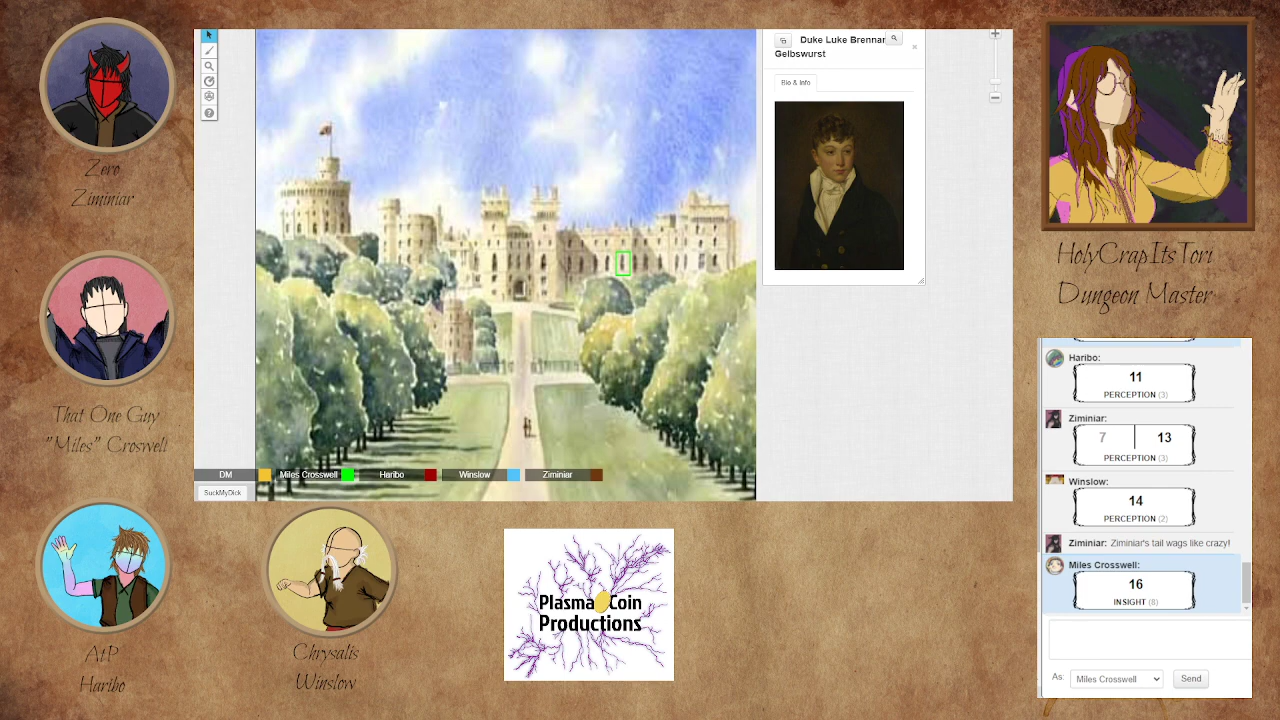 Zero
Ziminiar
That One Guy
"Miles" Croswell
AtP
Haribo
Chrysalis
Winslow
Duke Luke Brennan
Gelbswurst
Bio & Info
DM
Miles Crosswell
Haribo
Winslow
Ziminiar
SuckMyDick
Plasma Coin
Productions
HolyCrapItsTori
Dungeon Master
Haribo:
11
PERCEPTION (3)
Ziminiar:
7 13
PERCEPTION (3)
Winslow:
14
PERCEPTION (2)
Ziminiar: Ziminiar's tail wags like crazy!
Miles Crosswell:
16
INSIGHT (8)
As: Miles Crosswell Send